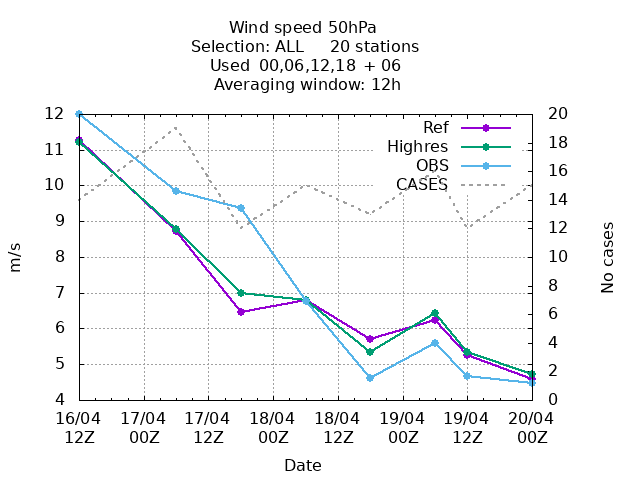 Wind speed 50hPa
Selection: ALL     20 stations
Used 00,06,12,18 + 06
Averaging window: 12h
Ref
Highres
OBS
CASES
12
11
10
9
8
7
6
5
4
m/s
20
18
16
14
12
10
8
6
4
2
0
No cases
16/04 17/04 17/04 18/04 18/04 19/04 19/04 20/04
12Z 00Z 12Z 00Z 12Z 00Z 12Z 00Z
Date